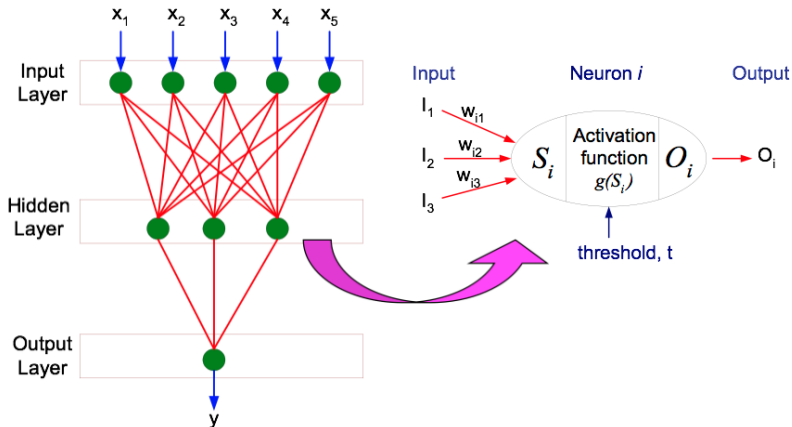 x1 x2 x3 x4 x5
Input
Layer
Hidden
Layer
Output
Layer
y
Input Neuron i Output
I1 wi1
I2 wi2
I3 wi3
Si
Activation
function
g(Si)
Oi
Oi
threshold, t